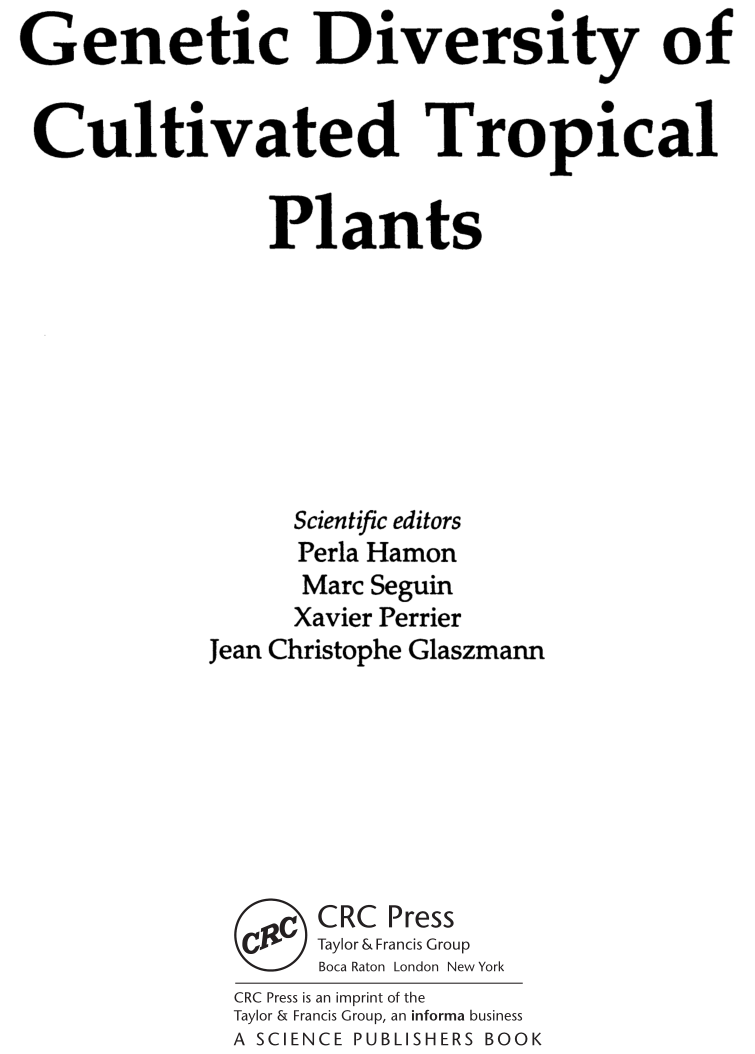 Genetic Diversity of
Cultivated Tropical
Plants
Scientific editors
Perla Hamon
Marc Seguin
Xavier Perrier
Jean Christophe Glaszmann
CRC
CRC Press
Taylor & Francis Group
Boca Raton London New York
CRC Press is an imprint of the
Taylor & Francis Group, an informa business
A SCIENCE PUBLISHERS BOOK